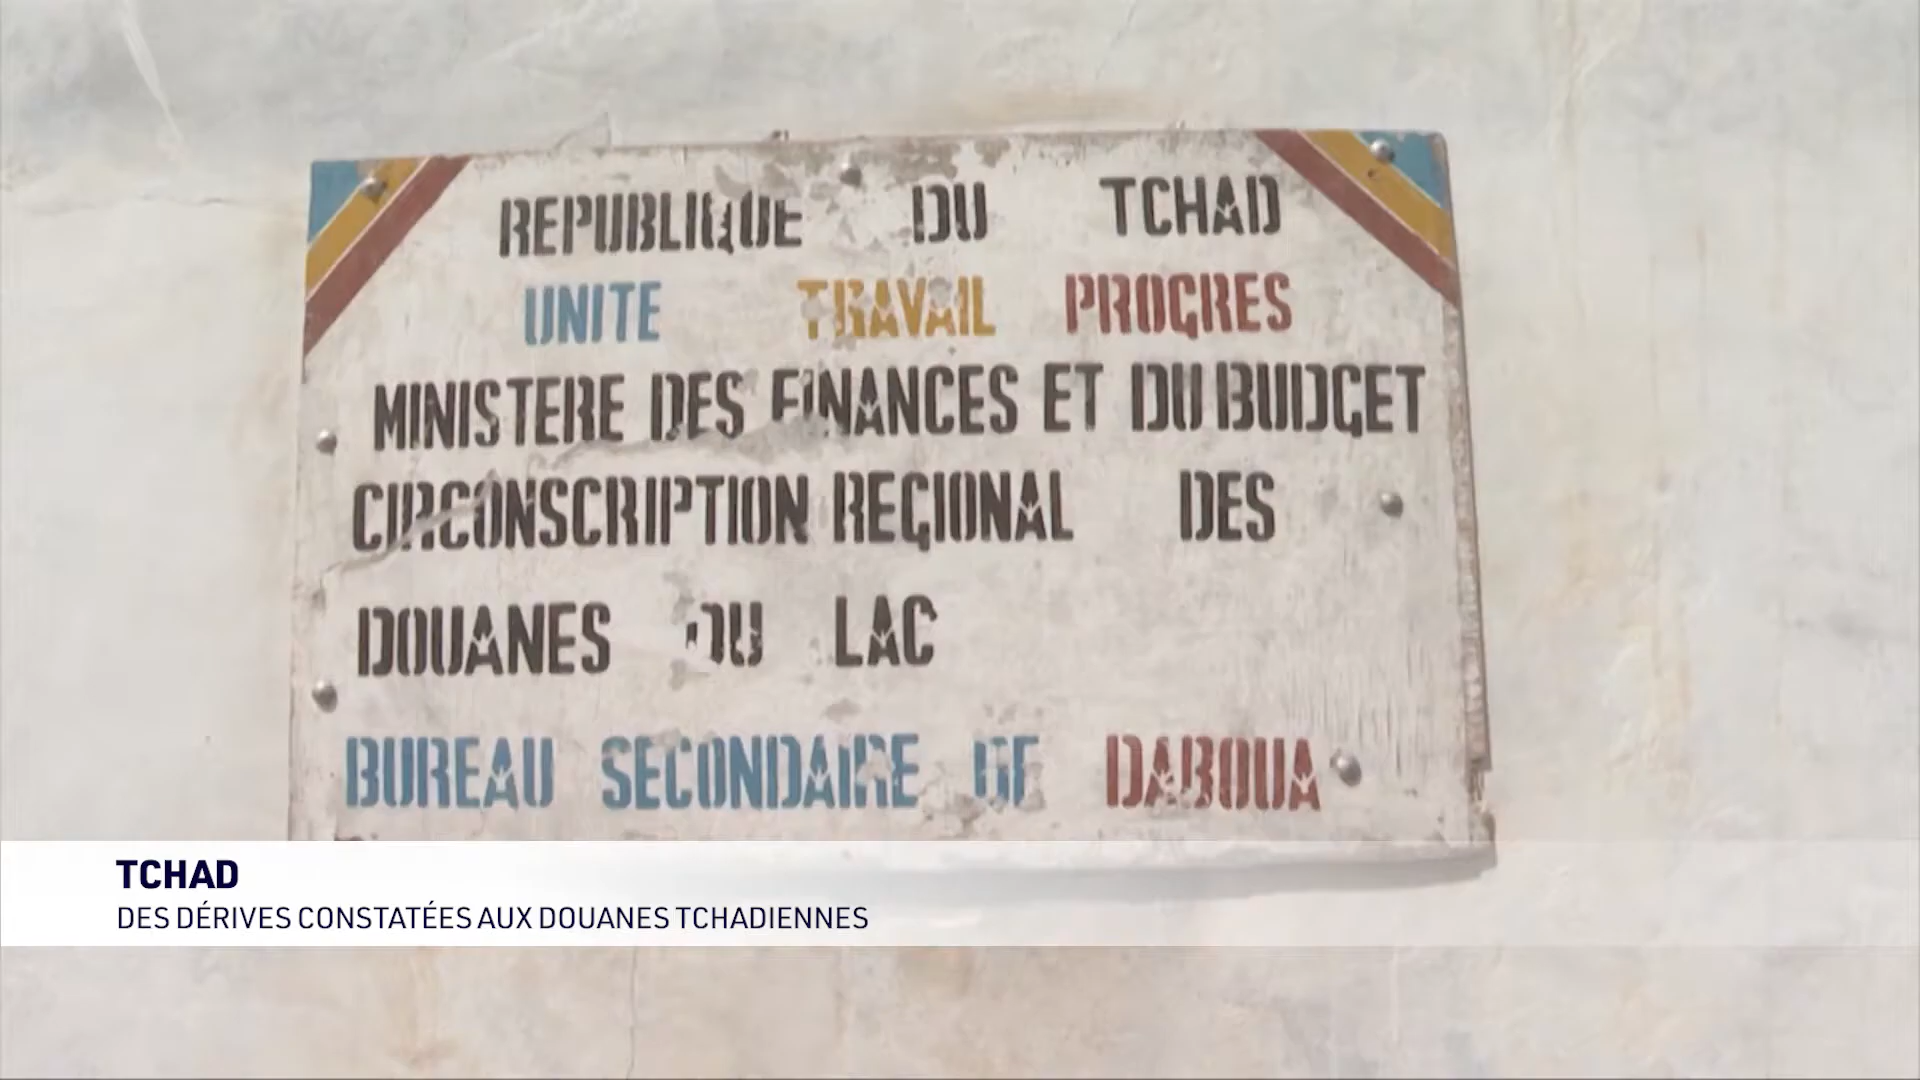 REPUBLIQUE DU TCHAD
UNITE TRAVAIL PROGRES
MINISTERE DES FINANCES ET DU BUDGET
CIRCONSCRIPTION REGIONAL DES
DOUANES DU LAC
BUREAU SECONDAIRE DE DABOUA
TCHAD
DES DÉRIVES CONSTATÉES AUX DOUANES TCHADIENNES